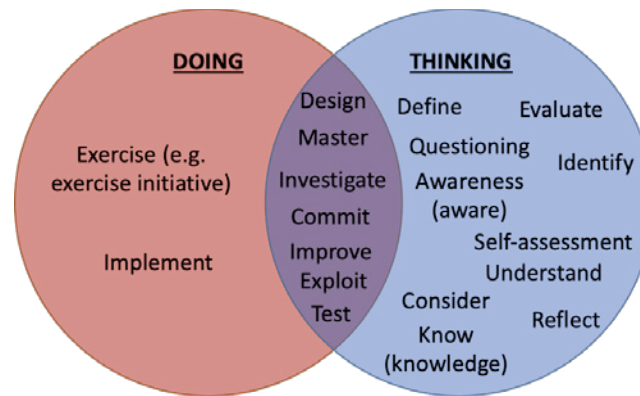 DOING
Exercise (e.g.
exercise initiative)
Implement
Design
Master
Investigate
Commit
Improve
Exploit
Test
THINKING
Define
Evaluate
Questioning
Identify
Awareness
(aware)
Self-assessment
Understand
Consider
Reflect
Know
(knowledge)